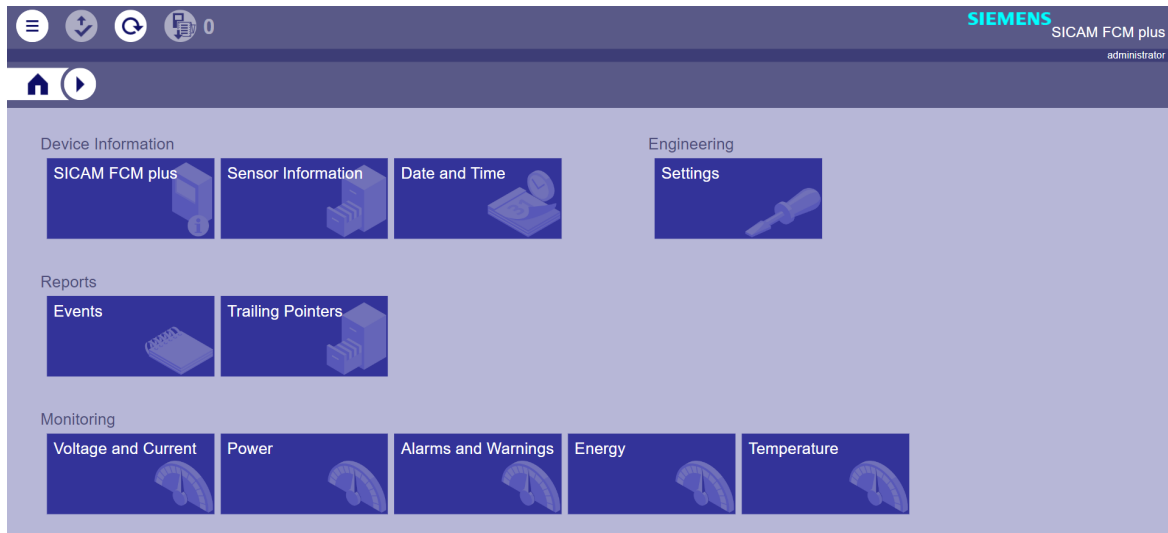 0
SIEMENS
SICAM FCM plus
administrator
Device Information
Engineering
SICAM FCM plus
Sensor Information
Date and Time
31
Settings
Reports
Events
Trailing Pointers
Monitoring
Voltage and Current
Power
Alarms and Warnings
Energy
Temperature